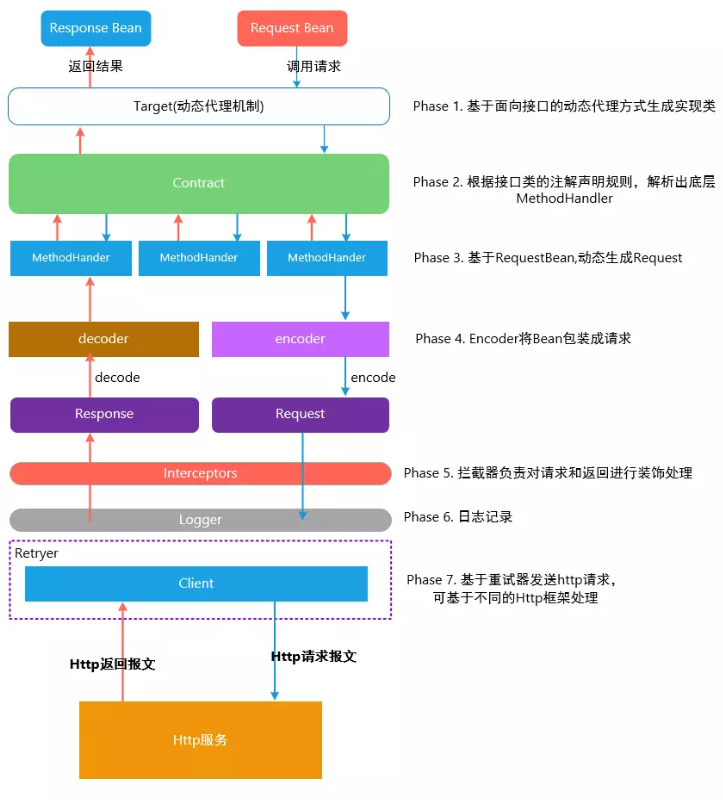 Response Bean
Request Bean
返回结果
调用请求
Target(动态代理机制)
Phase 1. 基于面向接口的动态代理方式生成实现类
Contract
Phase 2. 根据接口类的注解声明规则，解析出底层
MethodHandler
MethodHander
MethodHander
MethodHander
Phase 3. 基于RequestBean,动态生成Request
decoder
encoder
Phase 4. Encoder将Bean包装成请求
decode
encode
Response
Request
Interceptors
Phase 5. 拦截器负责对请求和返回进行装饰处理
Logger
Phase 6. 日志记录
Retryer
Client
Phase 7. 基于重试器发送http请求，
可基于不同的Http框架处理
Http返回报文
Http请求报文
Http服务